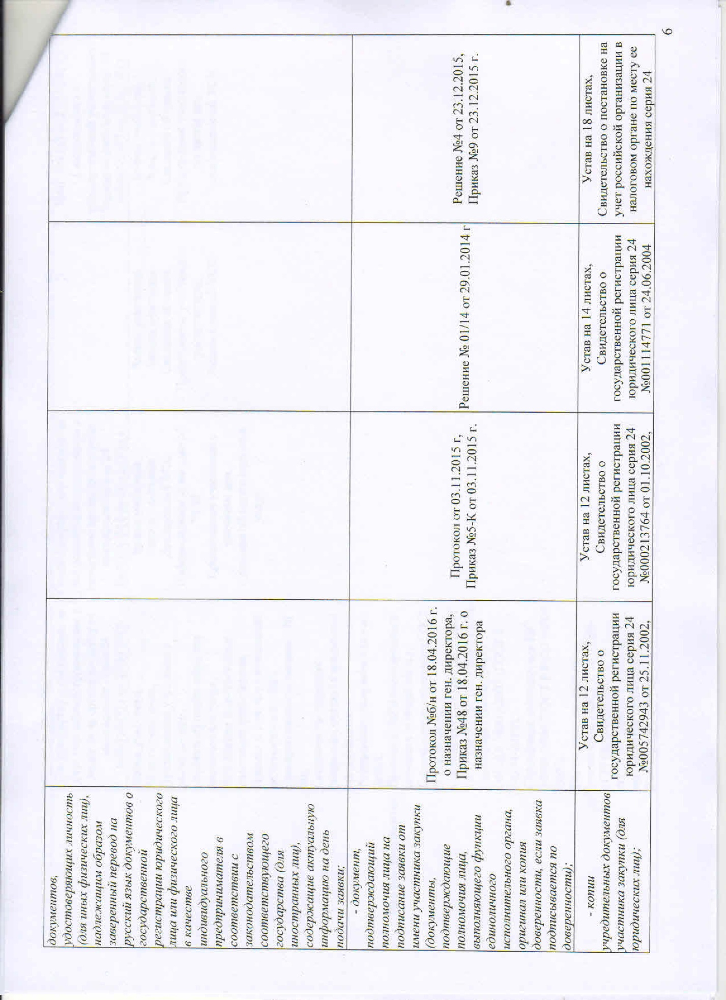 документов,
удостоверяющих личность
(для иных физических лиц),
надлежащим образом
заверенный перевод на
русский язык документов о
государственной
регистрации юридического
лица или физического лица
в качестве
индивидуального
предпринимателя в
соответствии с
законодательством
соответствующего
государства (для
иностранных лиц),
содержащие актуальную
информацию на день
подачи заявки;
- документ,
подтверждающий
полномочия лица на
подписание заявки от
имени участника закупки
(документы,
подтверждающие
полномочия лица,
выполняющего функции
единоличного
исполнительного органа,
оригинал или копия
доверенности, если заявка
подписывается по
доверенности);
Протокол №б/н от 18.04.2016 г.
о назначении ген. директора,
Приказ №48 от 18.04.2016 г. о
назначении ген. директора
Протокол от 03.11.2015 г,
Приказ №5-К от 03.11.2015 г.
Решение № 01/14 от 29.01.2014 г
Решение №4 от 23.12.2015,
Приказ №9 от 23.12.2015 г.
- копии
учредительных документов
участника закупки (для
юридических лиц);
Устав на 12 листах,
Свидетельство о
государственной регистрации
юридического лица серия 24
№005742943 от 25.11.2002,
Устав на 12 листах,
Свидетельство о
государственной регистрации
юридического лица серия 24
№000213764 от 01.10.2002,
Устав на 14 листах,
Свидетельство о
государственной регистрации
юридического лица серия 24
№001114771 от 24.06.2004
Устав на 18 листах,
Свидетельство о постановке на
учет российской организации в
налоговом органе по месту ее
нахождения серия 24
6